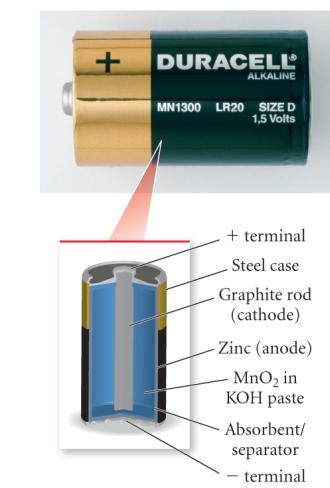 +
DURACELL®
ALKALINE
MN1300 LR20 SIZE D
1,5 Volts
+ terminal
Steel case
Graphite rod
(cathode)
Zinc (anode)
MnO₂ in
KOH paste
Absorbent/
separator
− terminal